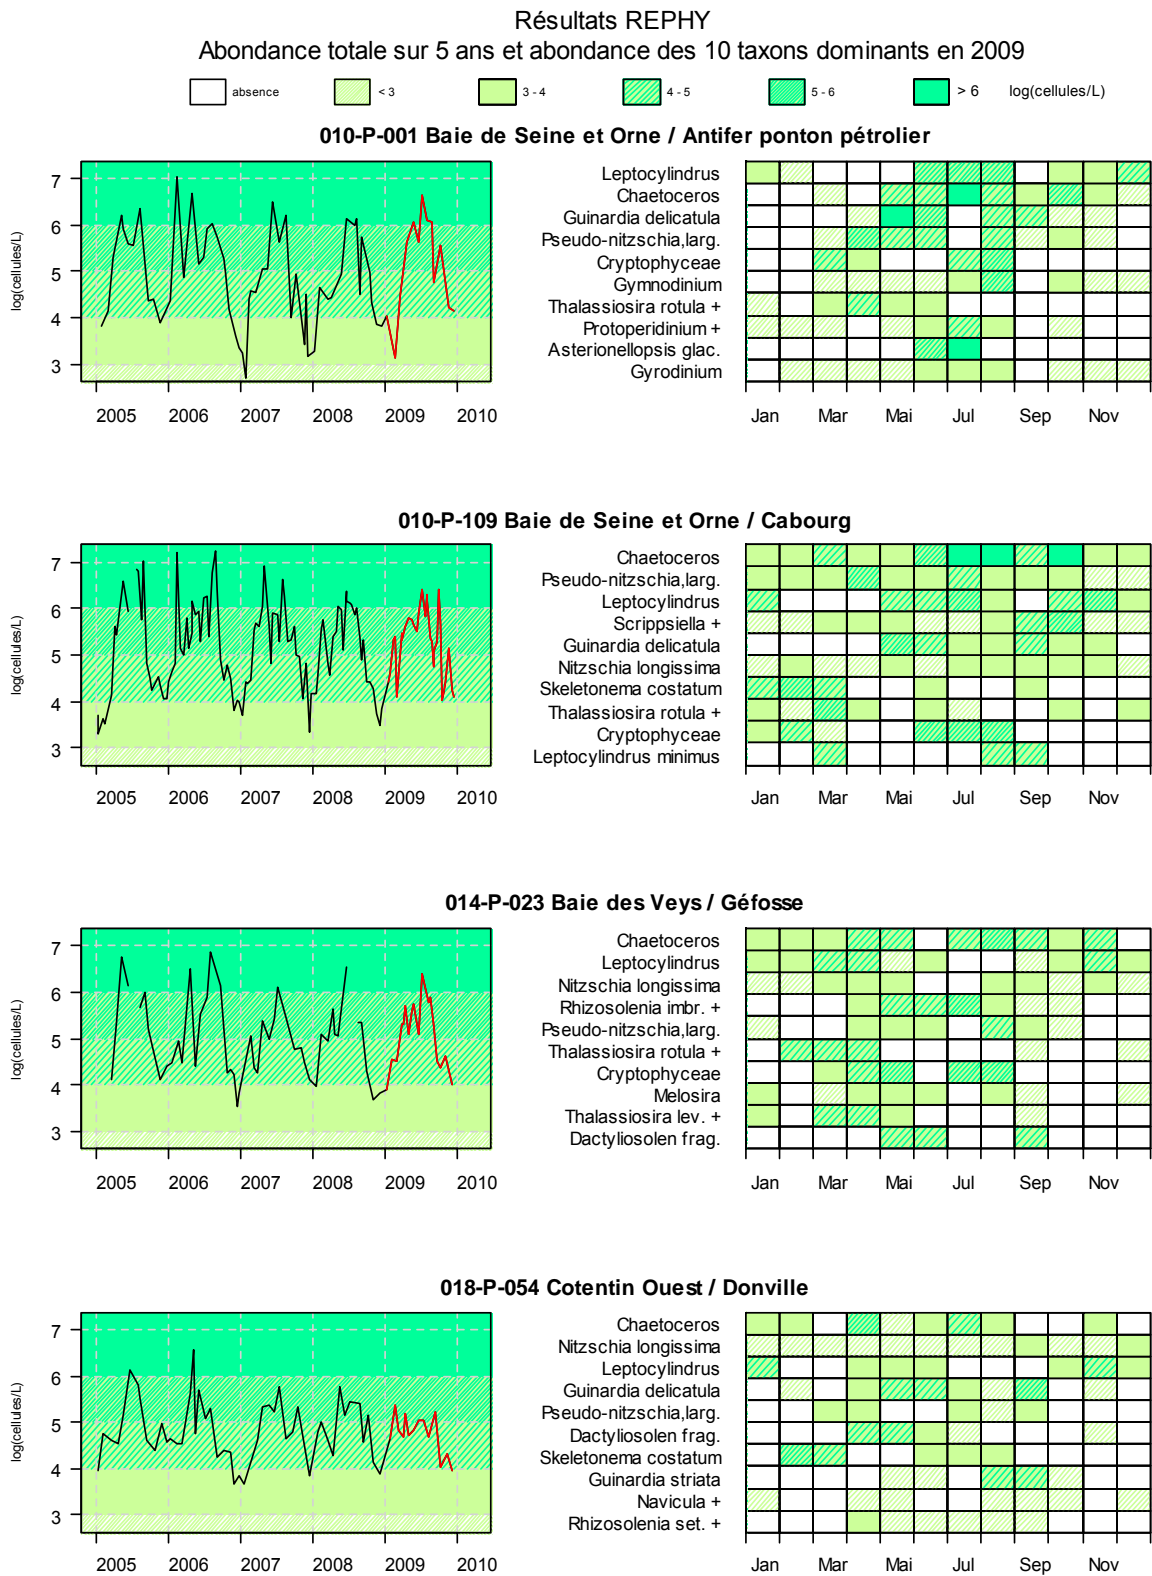 Résultats REPHY
Abondance totale sur 5 ans et abondance des 10 taxons dominants en 2009
absence < 3 3 - 4 4 - 5 5 - 6 > 6 log(cellules/L)
010-P-001 Baie de Seine et Orne / Antifer ponton pétrolier
log(cellules/L)
7
6
5
4
3
2005 2006 2007 2008 2009 2010
Leptocylindrus
Chaetoceros
Guinardia delicatula
Pseudo-nitzschia,larg.
Cryptophyceae
Gymnodinium
Thalassiosira rotula +
Protoperidinium +
Asterionellopsis glac.
Gyrodinium
Jan Mar Mai Jul Sep Nov
010-P-109 Baie de Seine et Orne / Cabourg
log(cellules/L)
7
6
5
4
3
2005 2006 2007 2008 2009 2010
Chaetoceros
Pseudo-nitzschia,larg.
Leptocylindrus
Scrippsiella +
Guinardia delicatula
Nitzschia longissima
Skeletonema costatum
Thalassiosira rotula +
Cryptophyceae
Leptocylindrus minimus
Jan Mar Mai Jul Sep Nov
014-P-023 Baie des Veys / Géfosse
log(cellules/L)
7
6
5
4
3
2005 2006 2007 2008 2009 2010
Chaetoceros
Leptocylindrus
Nitzschia longissima
Rhizosolenia imbr. +
Pseudo-nitzschia,larg.
Thalassiosira rotula +
Cryptophyceae
Melosira
Thalassiosira lev. +
Dactyliosolen frag.
Jan Mar Mai Jul Sep Nov
018-P-054 Cotentin Ouest / Donville
log(cellules/L)
7
6
5
4
3
2005 2006 2007 2008 2009 2010
Chaetoceros
Nitzschia longissima
Leptocylindrus
Guinardia delicatula
Pseudo-nitzschia,larg.
Dactyliosolen frag.
Skeletonema costatum
Guinardia striata
Navicula +
Rhizosolenia set. +
Jan Mar Mai Jul Sep Nov